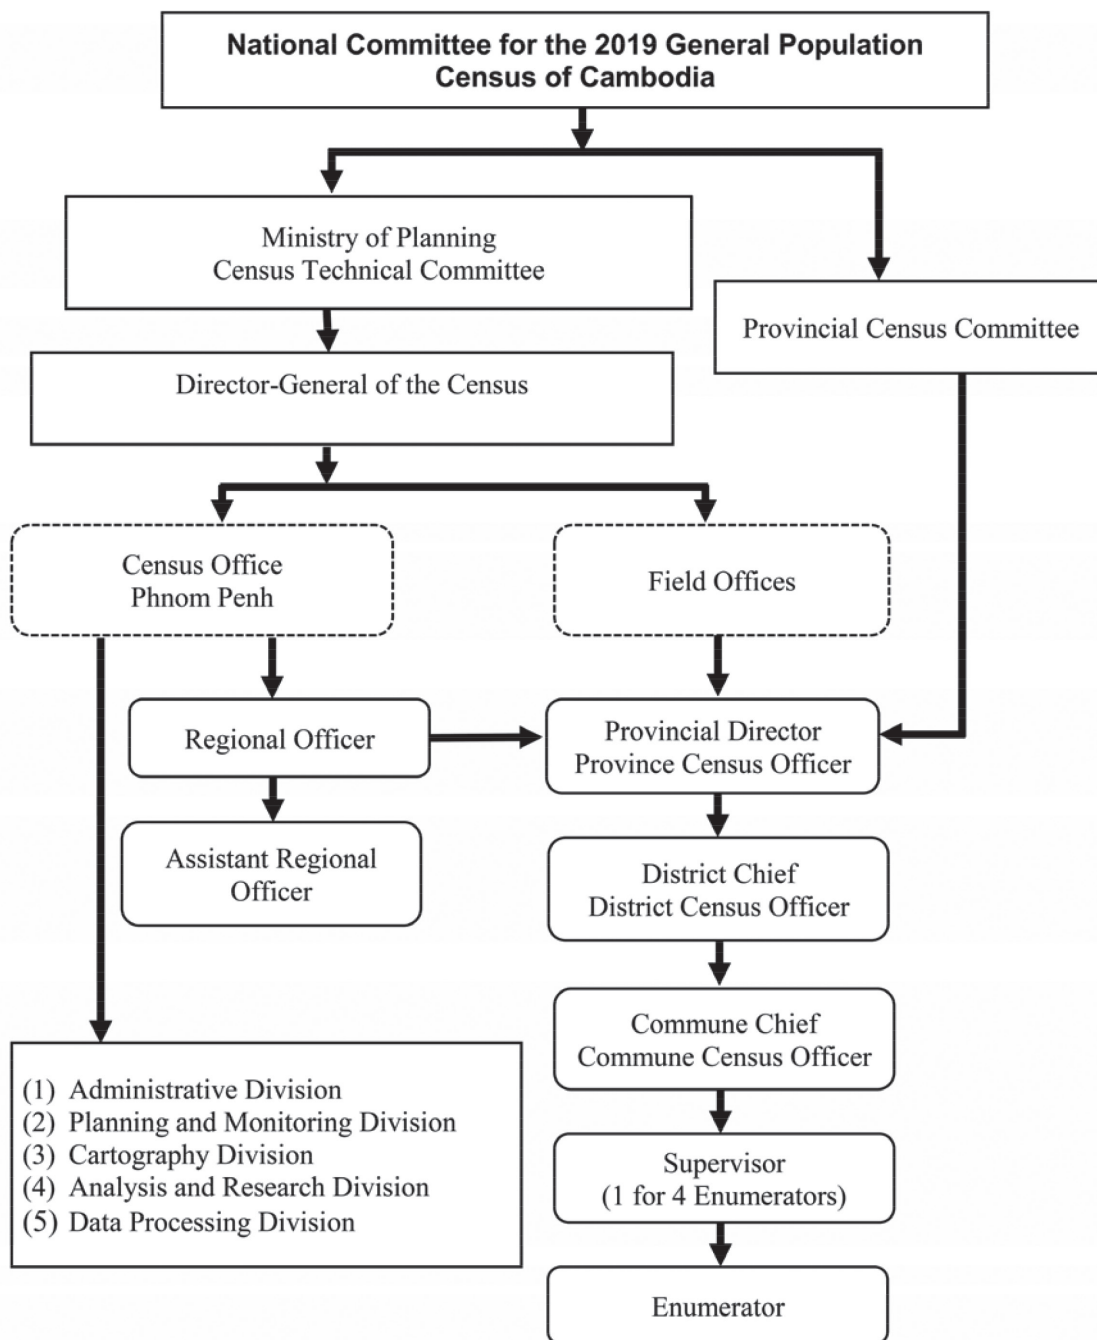 National Committee for the 2019 General Population
Census of Cambodia
Ministry of Planning
Census Technical Committee
Provincial Census Committee
Director-General of the Census
Census Office
Phnom Penh
Field Offices
Regional Officer
Provincial Director
Province Census Officer
Assistant Regional
Officer
District Chief
District Census Officer
Commune Chief
Commune Census Officer
(1) Administrative Division
(2) Planning and Monitoring Division
(3) Cartography Division
(4) Analysis and Research Division
(5) Data Processing Division
Supervisor
(1 for 4 Enumerators)
Enumerator